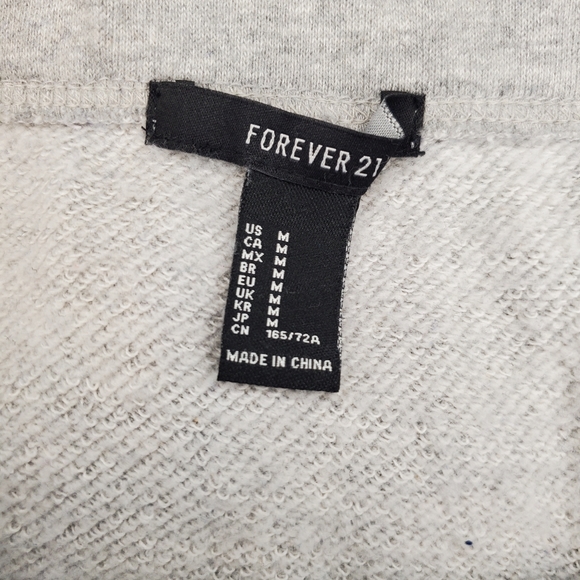 FOREVER 21
US M
CA M
MX M
BR M
EU M
UK M
KR M
JP M
CN 165/72A
MADE IN CHINA